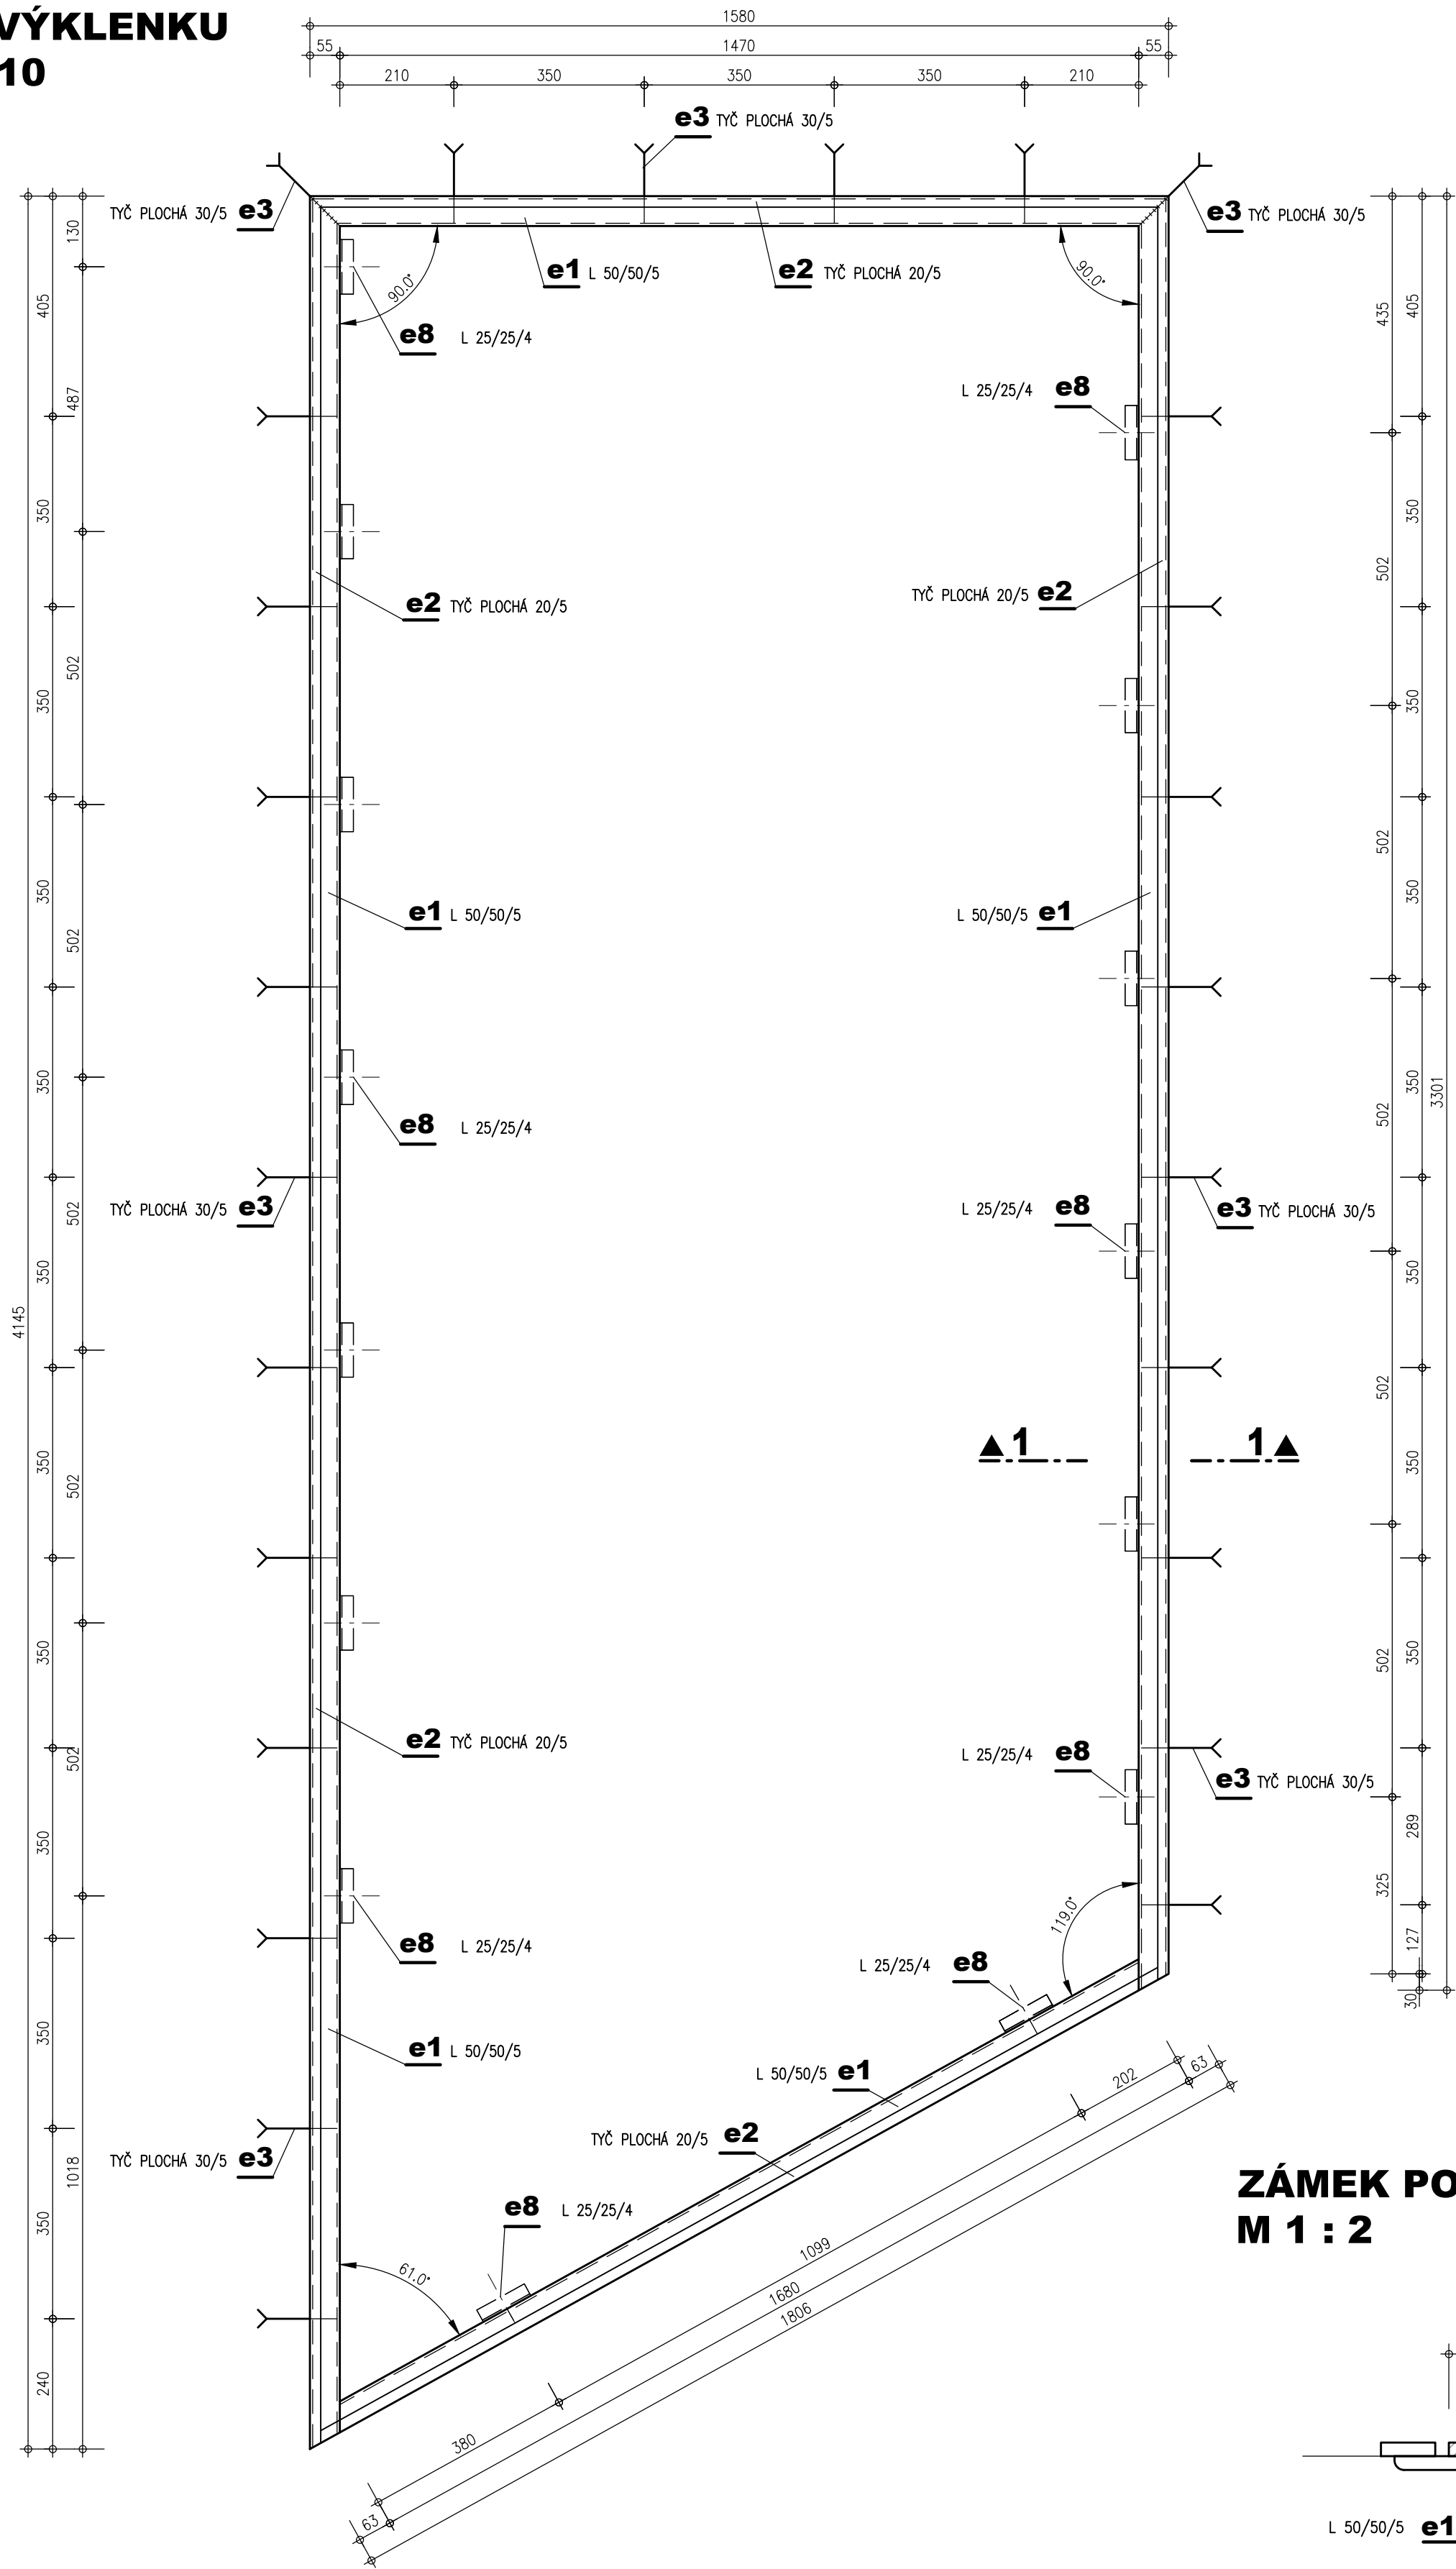 VÝKLENKU
10
1580
55
1470
55
210
350
350
350
210
e3 TYČ PLOCHÁ 30/5
TYČ PLOCHÁ 30/5 e3
e3 TYČ PLOCHÁ 30/5
e1 L 50/50/5
e2 TYČ PLOCHÁ 20/5
90.0°
90.0°
e8 L 25/25/4
L 25/25/4 e8
e2 TYČ PLOCHÁ 20/5
TYČ PLOCHÁ 20/5 e2
e1 L 50/50/5
L 50/50/5 e1
e8 L 25/25/4
TYČ PLOCHÁ 30/5 e3
L 25/25/4 e8
e3 TYČ PLOCHÁ 30/5
1
1
e2 TYČ PLOCHÁ 20/5
L 25/25/4 e8
e3 TYČ PLOCHÁ 30/5
e8 L 25/25/4
119.0°
L 25/25/4 e8
e1 L 50/50/5
L 50/50/5 e1
TYČ PLOCHÁ 20/5 e2
TYČ PLOCHÁ 30/5 e3
e8 L 25/25/4
61.0°
4145
405
350
350
350
350
350
350
350
350
350
350
240
130
487
502
502
502
502
502
1018
435
502
502
502
502
502
325
405
350
350
350
350
350
350
350
289
127
30
3301
202
63
1099
1680
1806
380
63
ZÁMEK PO
M 1 : 2
L 50/50/5 e1